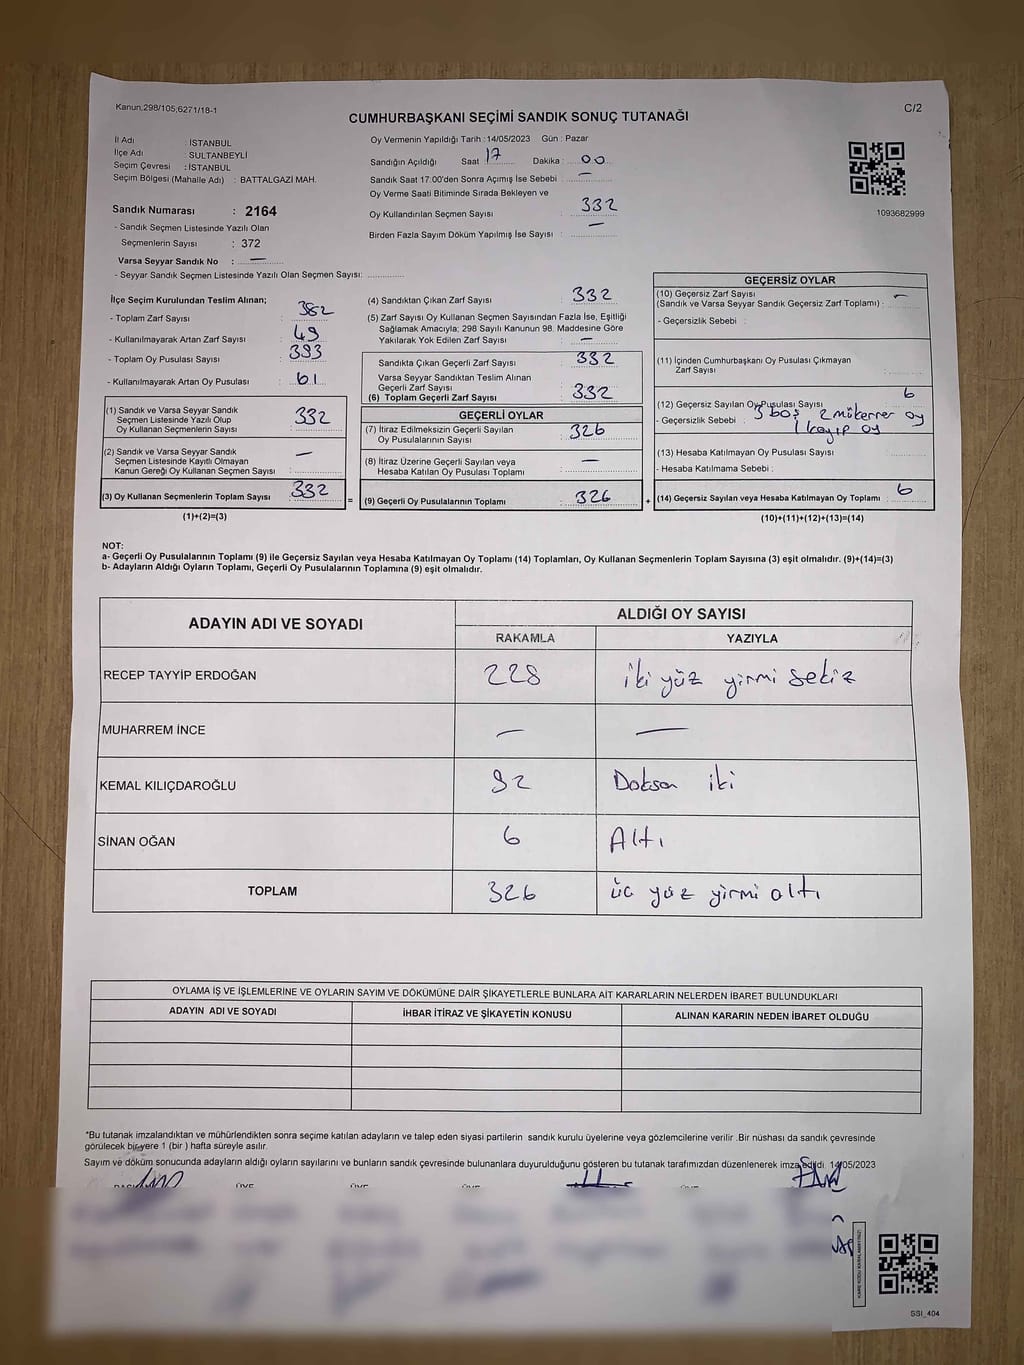 Kanun,298/105,6271/18-1
C/2
CUMHURBAŞKANI SEÇİMİ SANDIK SONUÇ TUTANAĞI
İl Adı : İSTANBUL
İlçe Adı : SULTANBEYLİ
Seçim Çevresi : İSTANBUL
Seçim Bölgesi (Mahalle Adı) : BATTALGAZİ MAH.
Oy Vermenin Yapıldığı Tarih : 14/05/2023 Gün : Pazar
Sandığın Açıldığı Saat 17 Dakika : 00
Sandık Saat 17:00'den Sonra Açımış İse Sebebi : —
Oy Verme Saati Bitiminde Sırada Bekleyen ve
Oy Kullandırılan Seçmen Sayısı : 332
Birden Fazla Sayım Döküm Yapılmış İse Sayısı : —
1093682999
Sandık Numarası : 2164
- Sandık Seçmen Listesinde Yazılı Olan
Seçmenlerin Sayısı : 372
Varsa Seyyar Sandık No : —
- Seyyar Sandık Seçmen Listesinde Yazılı Olan Seçmen Sayısı:
İlçe Seçim Kurulundan Teslim Alınan;
- Toplam Zarf Sayısı : 382
- Kullanılmayarak Artan Zarf Sayısı : 49
- Toplam Oy Pusulası Sayısı : 393
- Kullanılmayarak Artan Oy Pusulası : 61
(1) Sandık ve Varsa Seyyar Sandık
Seçmen Listesinde Yazılı Olup
Oy Kullanan Seçmenlerin Sayısı : 332
(2) Sandık ve Varsa Seyyar Sandık
Seçmen Listesinde Kayıtlı Olmayan
Kanun Gereği Oy Kullanan Seçmen Sayısı : —
(3) Oy Kullanan Seçmenlerin Toplam Sayısı : 332
(1)+(2)=(3)
=
(4) Sandıktan Çıkan Zarf Sayısı : 332
(5) Zarf Sayısı Oy Kullanan Seçmen Sayısından Fazla İse, Eşitliği
Sağlamak Amacıyla; 298 Sayılı Kanunun 98. Maddesine Göre
Yakılarak Yok Edilen Zarf Sayısı : —
Sandıkta Çıkan Geçerli Zarf Sayısı : 332
Varsa Seyyar Sandıktan Teslim Alınan
Geçerli Zarf Sayısı :
(6) Toplam Geçerli Zarf Sayısı : 332
GEÇERLİ OYLAR
(7) İtiraz Edilmeksizin Geçerli Sayılan
Oy Pusulalarının Sayısı : 326
(8) İtiraz Üzerine Geçerli Sayılan veya
Hesaba Katılan Oy Pusulası Toplamı : —
(9) Geçerli Oy Pusulalarının Toplamı : 326
+
GEÇERSİZ OYLAR
(10) Geçersiz Zarf Sayısı
(Sandık ve Varsa Seyyar Sandık Geçersiz Zarf Toplamı) : —
- Geçersizlik Sebebi :
(11) İçinden Cumhurbaşkanı Oy Pusulası Çıkmayan
Zarf Sayısı :
(12) Geçersiz Sayılan Oy Pusulası Sayısı : 6
- Geçersizlik Sebebi : 3 boş 2 mükerrer oy
1 kayıp oy
(13) Hesaba Katılmayan Oy Pusulası Sayısı :
- Hesaba Katılmama Sebebi :
(14) Geçersiz Sayılan veya Hesaba Katılmayan Oy Toplamı : 6
(10)+(11)+(12)+(13)=(14)
NOT:
a- Geçerli Oy Pusulalarının Toplamı (9) ile Geçersiz Sayılan veya Hesaba Katılmayan Oy Toplamı (14) Toplamları, Oy Kullanan Seçmenlerin Toplam Sayısına (3) eşit olmalıdır. (9)+(14)=(3)
b- Adayların Aldığı Oyların Toplamı, Geçerli Oy Pusulalarının Toplamına (9) eşit olmalıdır.
ADAYIN ADI VE SOYADI
ALDIĞI OY SAYISI
RAKAMLA YAZIYLA
RECEP TAYYİP ERDOĞAN 228 iki yüz yirmi sekiz
MUHARREM İNCE — —
KEMAL KILIÇDAROĞLU 92 Doksan iki
SİNAN OĞAN 6 Altı
TOPLAM 326 üç yüz yirmi altı
OYLAMA İŞ VE İŞLEMLERİNE VE OYLARIN SAYIM VE DÖKÜMÜNE DAİR ŞİKAYETLERLE BUNLARA AİT KARARLARIN NELERDEN İBARET BULUNDUKLARI
ADAYIN ADI VE SOYADI İHBAR İTİRAZ VE ŞİKAYETİN KONUSU ALINAN KARARIN NEDEN İBARET OLDUĞU
*Bu tutanak imzalandıktan ve mühürlendikten sonra seçime katılan adayların ve talep eden siyasi partilerin sandık kurulu üyelerine veya gözlemcilerine verilir .Bir nüshası da sandık çevresinde
görülecek bir yere 1 (bir ) hafta süreyle asılır.
Sayım ve döküm sonucunda adayların aldığı oyların sayılarını ve bunların sandık çevresinde bulunanlara duyurulduğunu gösteren bu tutanak tarafımızdan düzenlenerek imza edildi. 14/05/2023
SSI_404